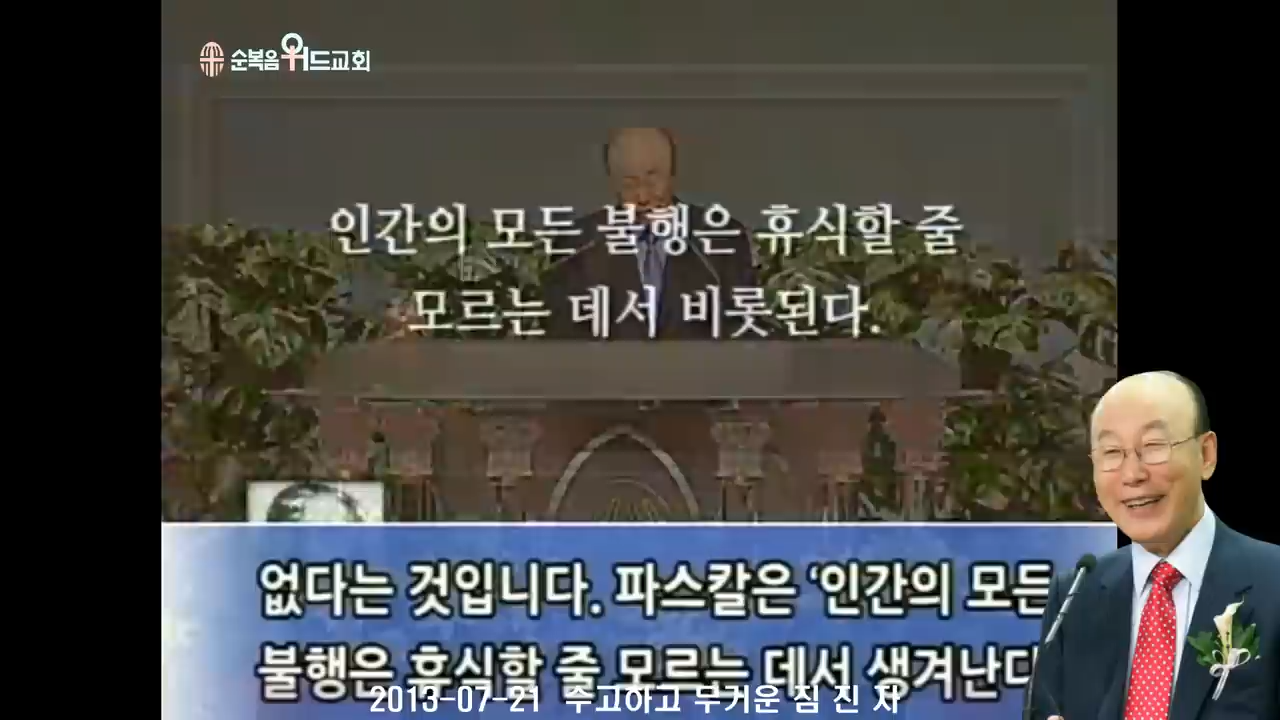 순복음워드교회
인간의 모든 불행은 휴식할 줄
모르는 데서 비롯된다.
없다는 것입니다. 파스칼은 ‘인간의 모든
불행은 휴식할 줄 모르는 데서 생겨난다
2013-07-21 수고하고 무거운 짐 진 자